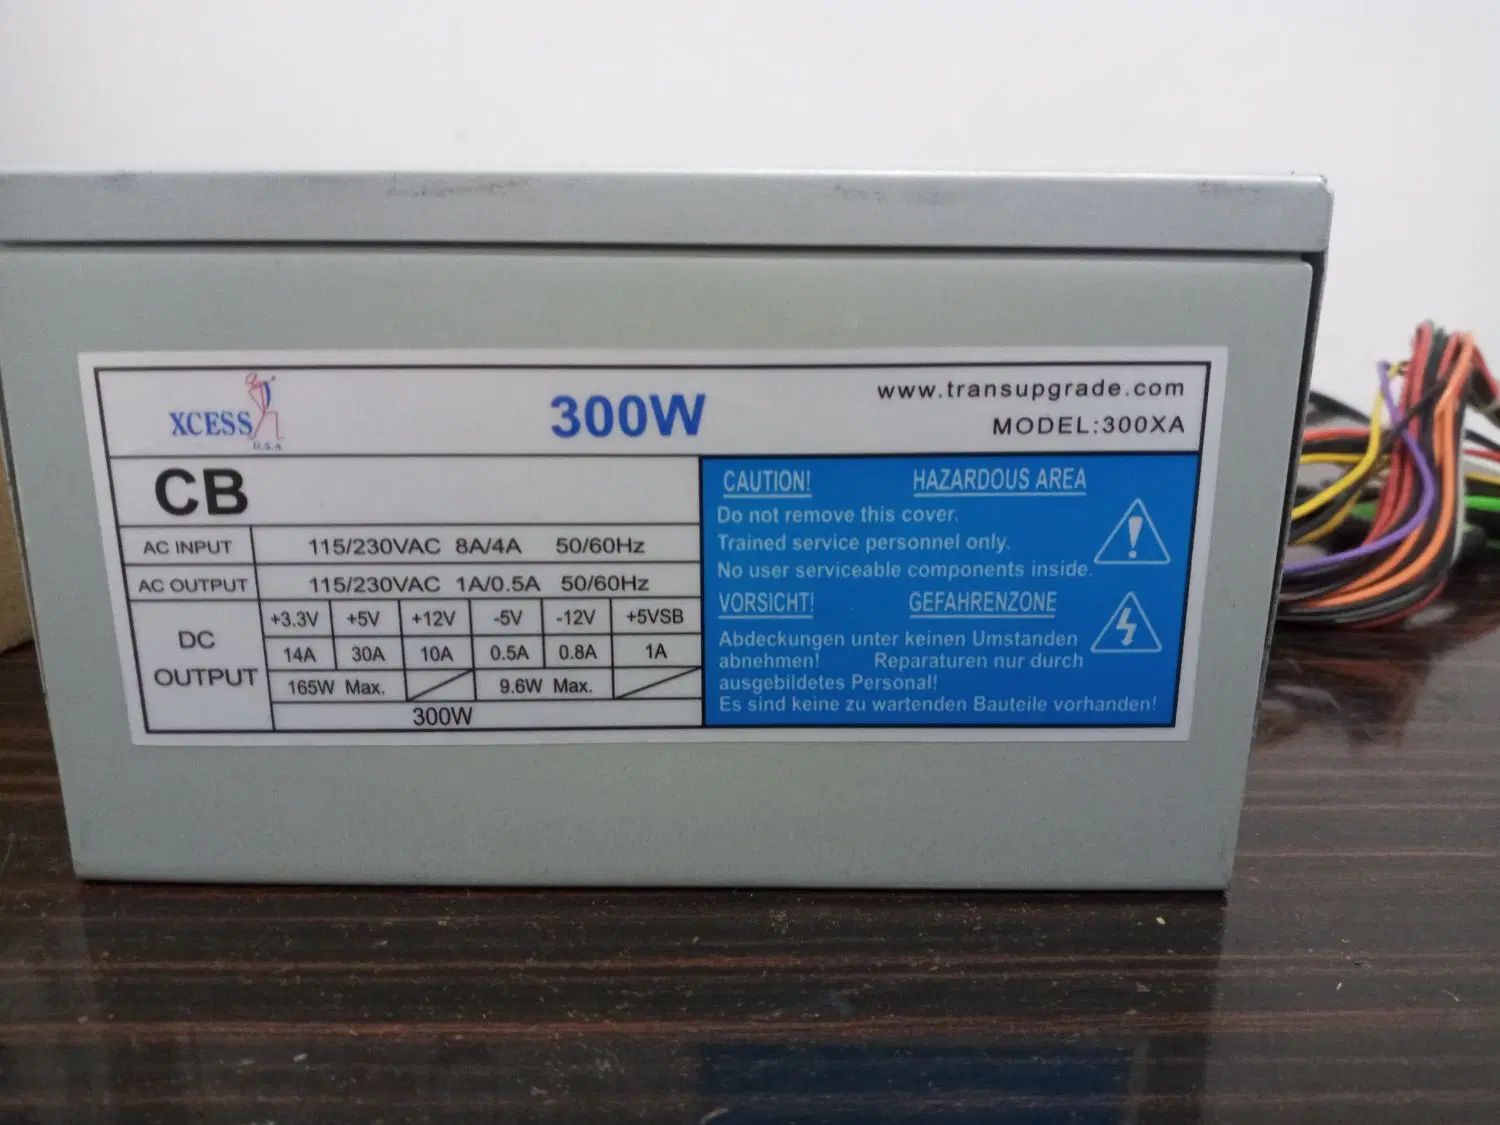 XCESS
U.S.A
300W
www.transupgrade.com
MODEL:300XA
CB
AC INPUT 115/230VAC 8A/4A 50/60Hz
AC OUTPUT 115/230VAC 1A/0.5A 50/60Hz
DC OUTPUT
+3.3V +5V +12V -5V -12V +5VSB
14A 30A 10A 0.5A 0.8A 1A
165W Max. 9.6W Max.
300W
CAUTION! HAZARDOUS AREA
Do not remove this cover.
Trained service personnel only.
No user serviceable components inside.
VORSICHT! GEFAHRENZONE
Abdeckungen unter keinen Umstanden
abnehmen! Reparaturen nur durch
ausgebildetes Personal!
Es sind keine zu wartenden Bauteile vorhanden!